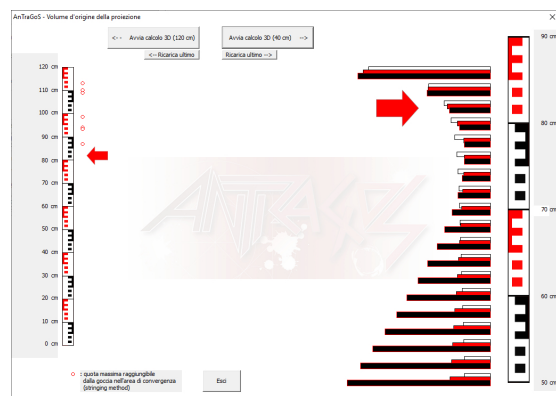 AnTraGoS - Volume d'origine della proiezione
<-- Avvia calcolo 3D (120 cm)
Avvia calcolo 3D (40 cm) -->
<-- Ricarica ultimo
Ricarica ultimo -->
120 cm
110 cm
100 cm
90 cm
80 cm
70 cm
60 cm
50 cm
40 cm
30 cm
20 cm
10 cm
0 cm
90 cm
80 cm
70 cm
60 cm
50 cm
ANTRAGOS
o : quota massima raggiungibile
dalla goccia nell'area di convergenza
(stringing method)
Esci